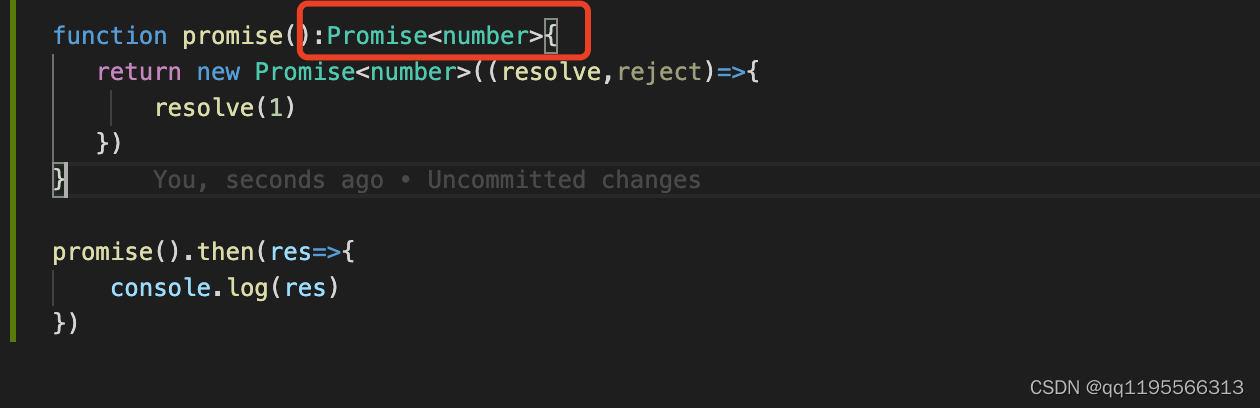 function promise():Promise<number>{
return new Promise<number>((resolve,reject)=>{
resolve(1)
})
} You, seconds ago • Uncommitted changes
promise().then(res=>{
console.log(res)
})
CSDN @qq1195566313